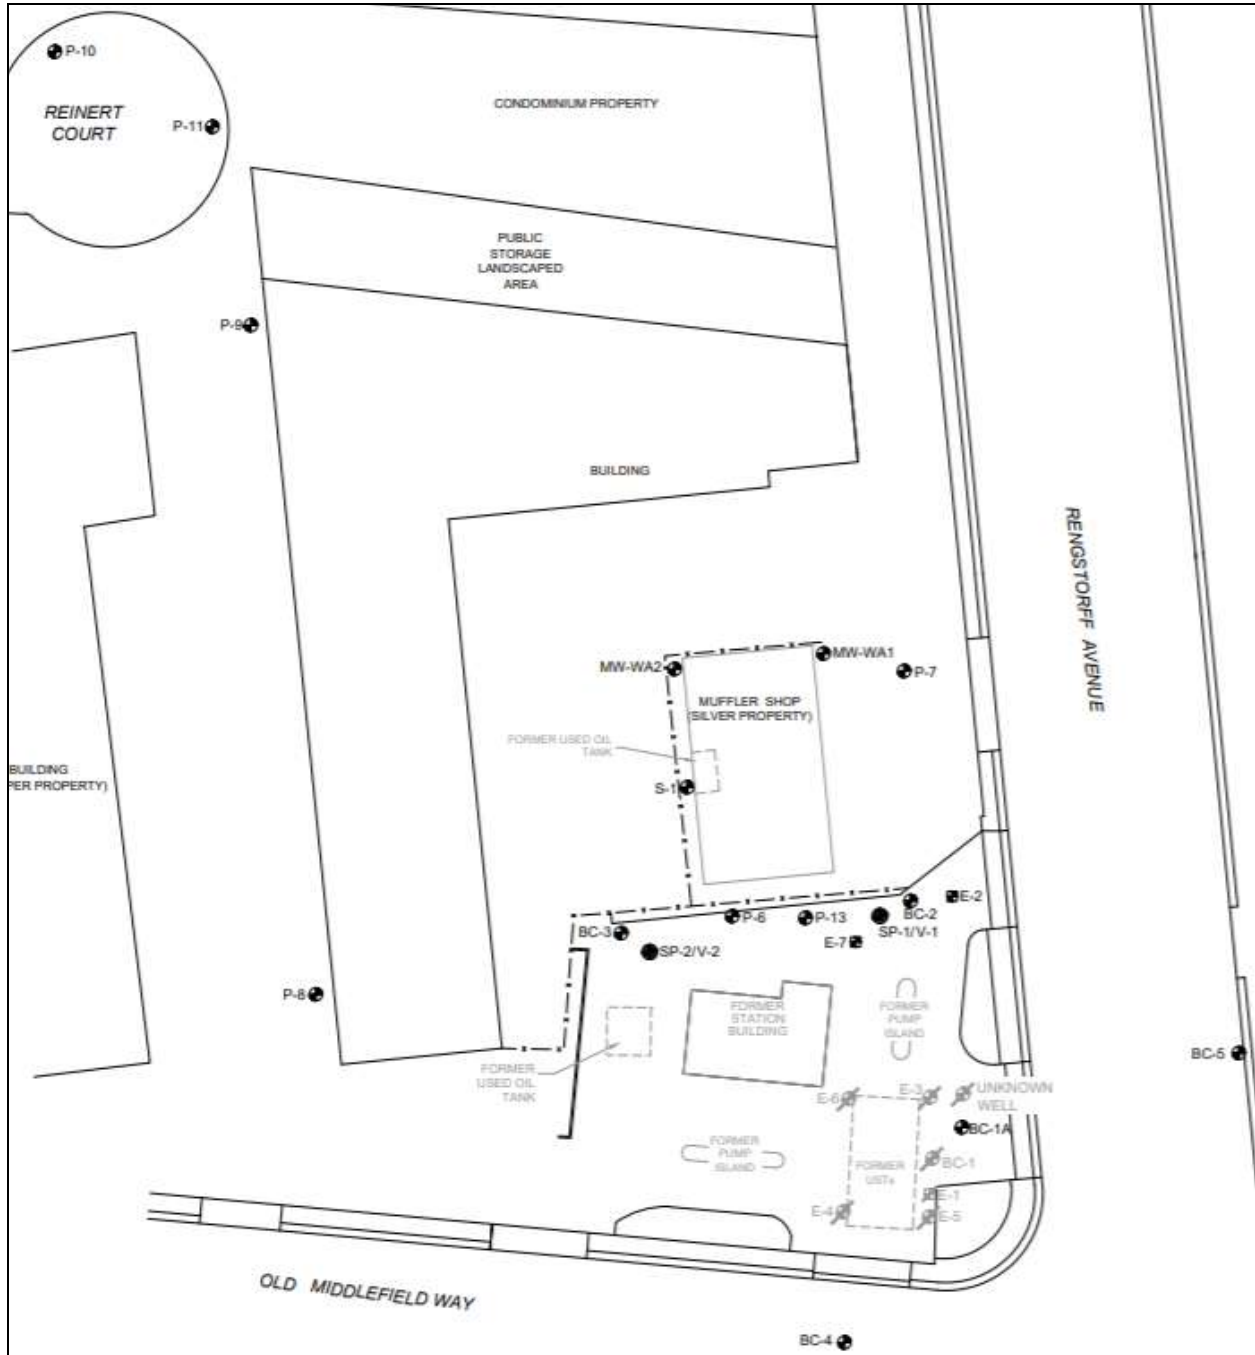 P-10
REINERT
COURT
P-11
CONDOMINIUM PROPERTY
PUBLIC
STORAGE
LANDSCAPED
AREA
P-9
BUILDING
RENGSTORFF AVENUE
MW-WA2
MW-WA1
P-7
MUFFLER SHOP
(SILVER PROPERTY)
FORMER USED OIL
TANK
S-1
BUILDING
PER PROPERTY)
E-2
BC-2
P-6
P-13
SP-1/V-1
BC-3
E-7
SP-2/V-2
P-8
FORMER
STATION
BUILDING
FORMER
PUMP
ISLAND
BC-5
FORMER
USED OIL
TANK
E-6
E-3
UNKNOWN
WELL
BC-1A
FORMER
PUMP
ISLAND
BC-1
FORMER
USTs
E-1
E-4
E-5
OLD MIDDLEFIELD WAY
BC-4